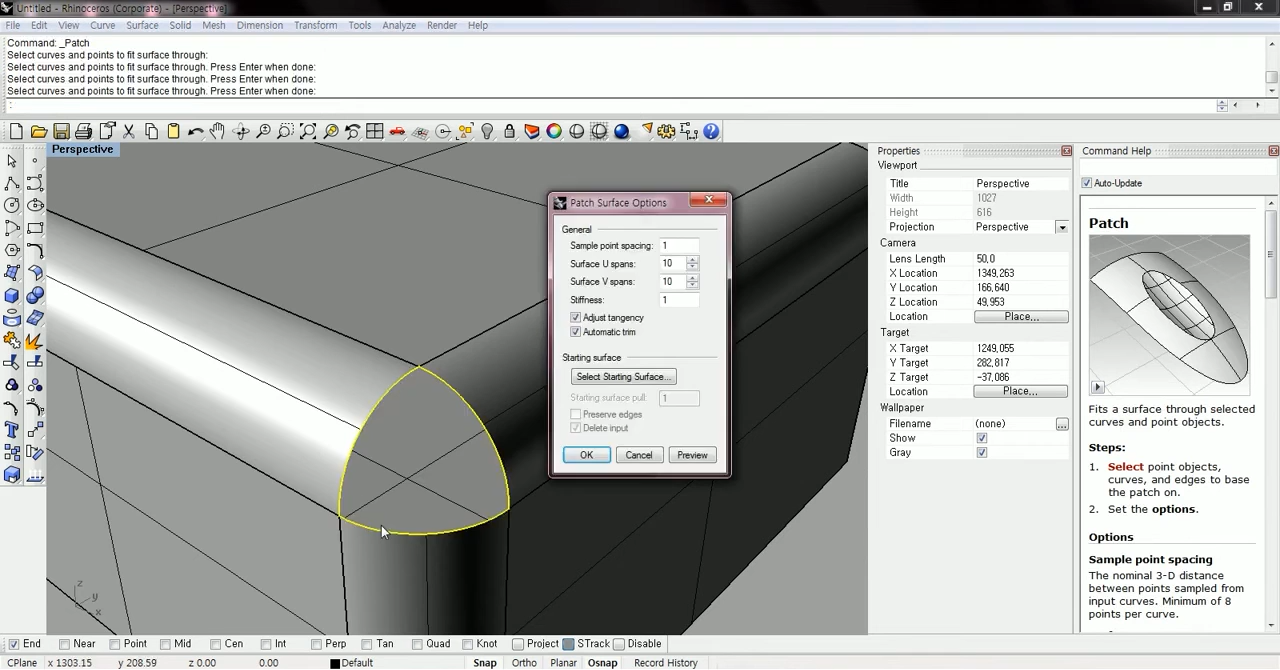 Untitled - Rhinoceros (Corporate) - [Perspective]
File Edit View Curve Surface Solid Mesh Dimension Transform Tools Analyze Render Help
Command: _Patch
Select curves and points to fit surface through:
Select curves and points to fit surface through. Press Enter when done:
Select curves and points to fit surface through. Press Enter when done:
Select curves and points to fit surface through. Press Enter when done:
:
Perspective
z
y
x
Patch Surface Options
General
Sample point spacing: 1
Surface U spans: 10
Surface V spans: 10
Stiffness: 1
Adjust tangency
Automatic trim
Starting surface
Select Starting Surface...
Starting surface pull: 1
Preserve edges
Delete input
OK Cancel Preview
Properties
Viewport
Title Perspective
Width 1027
Height 616
Projection Perspective
Camera
Lens Length 50,0
X Location 1349,263
Y Location 166,640
Z Location 49,953
Location Place...
Target
X Target 1249,055
Y Target 282,817
Z Target -37,086
Location Place...
Wallpaper
Filename (none) ...
Show
Gray
Command Help
Auto-Update
Patch
Fits a surface through selected
curves and point objects.
Steps:
1. Select point objects,
curves, and edges to base
the patch on.
2. Set the options.
Options
Sample point spacing
The nominal 3-D distance
between points sampled from
input curves. Minimum of 8
points per curve.
End Near Point Mid Cen Int Perp Tan Quad Knot Project STrack Disable
CPlane x 1303.15 y 208.59 z 0.00 0.00 Default Snap Ortho Planar Osnap Record History